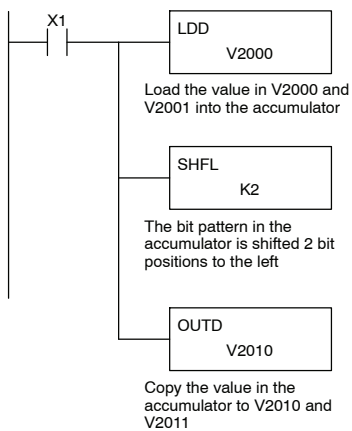 X1
LDD
V2000
Load the value in V2000 and
V2001 into the accumulator
SHFL
K2
The bit pattern in the
accumulator is shifted 2 bit
positions to the left
OUTD
V2010
Copy the value in the
accumulator to V2010 and
V2011